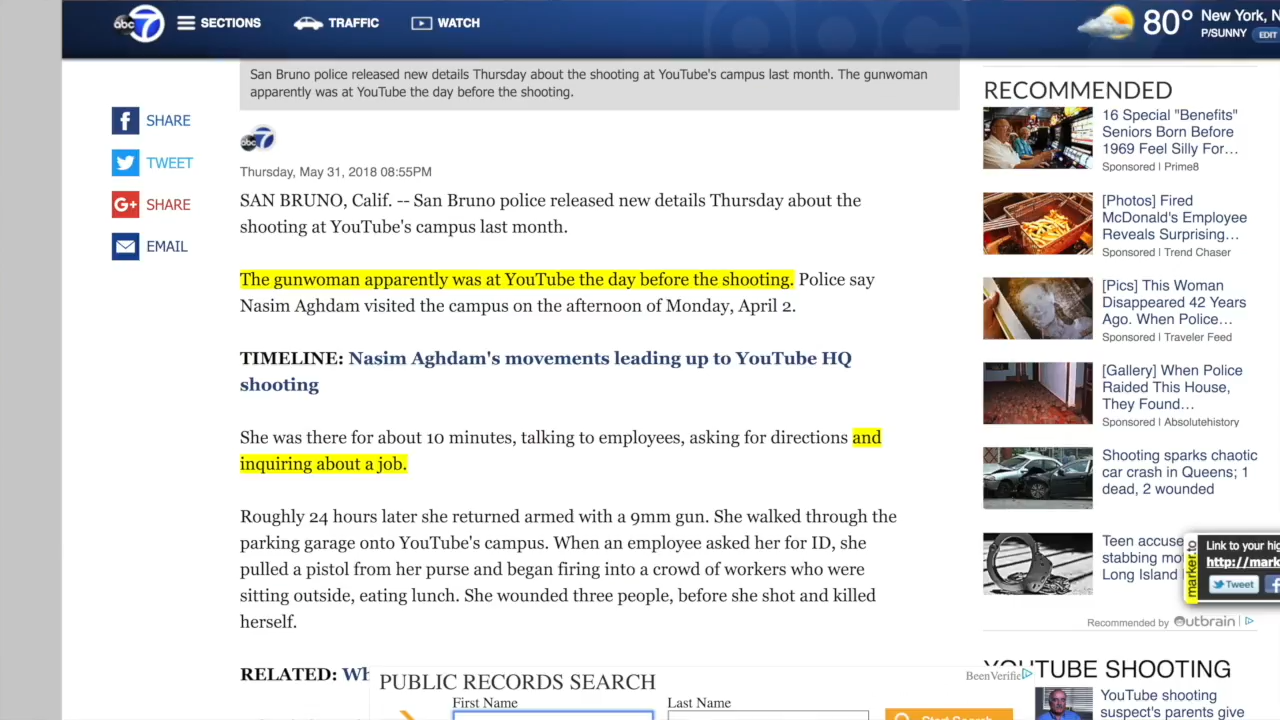 abc 7 SECTIONS TRAFFIC WATCH 80° New York, N
P/SUNNY EDIT
San Bruno police released new details Thursday about the shooting at YouTube's campus last month. The gunwoman
apparently was at YouTube the day before the shooting.
SHARE
TWEET
G+ SHARE
EMAIL
abc 7
Thursday, May 31, 2018 08:55PM
SAN BRUNO, Calif. -- San Bruno police released new details Thursday about the
shooting at YouTube's campus last month.
The gunwoman apparently was at YouTube the day before the shooting. Police say
Nasim Aghdam visited the campus on the afternoon of Monday, April 2.
TIMELINE: Nasim Aghdam's movements leading up to YouTube HQ
shooting
She was there for about 10 minutes, talking to employees, asking for directions and
inquiring about a job.
Roughly 24 hours later she returned armed with a 9mm gun. She walked through the
parking garage onto YouTube's campus. When an employee asked her for ID, she
pulled a pistol from her purse and began firing into a crowd of workers who were
sitting outside, eating lunch. She wounded three people, before she shot and killed
herself.
RELATED: Wh
PUBLIC RECORDS SEARCH
BeenVerifie
First Name Last Name
Start Search
RECOMMENDED
16 Special "Benefits"
Seniors Born Before
1969 Feel Silly For…
Sponsored | Prime8
[Photos] Fired
McDonald's Employee
Reveals Surprising…
Sponsored | Trend Chaser
[Pics] This Woman
Disappeared 42 Years
Ago. When Police…
Sponsored | Traveler Feed
[Gallery] When Police
Raided This House,
They Found…
Sponsored | Absolutehistory
Shooting sparks chaotic
car crash in Queens; 1
dead, 2 wounded
Teen accuse
stabbing mo
Long Island
marker.to
Link to your hig
http://mark
Tweet
Recommended by Outbrain
YOUTUBE SHOOTING
YouTube shooting
suspect's parents give